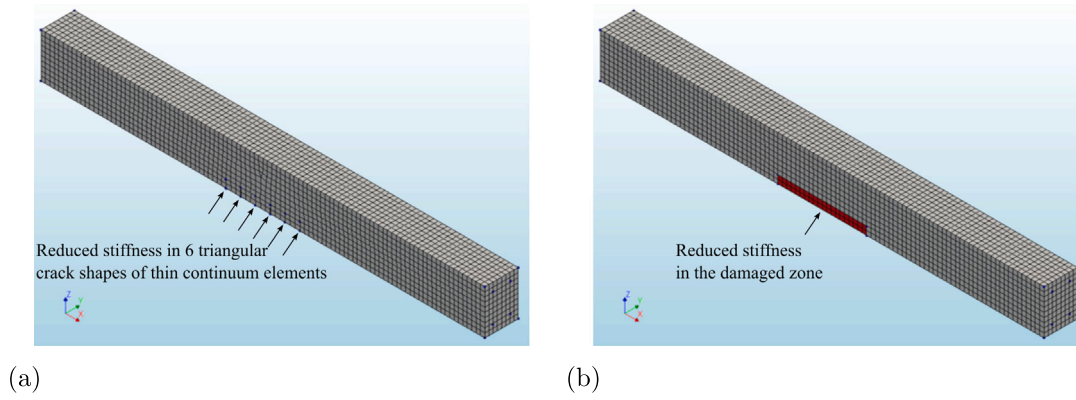 Reduced stiffness in 6 triangular
crack shapes of thin continuum elements
Z
Y
X
(a)
Reduced stiffness
in the damaged zone
Z
Y
X
(b)